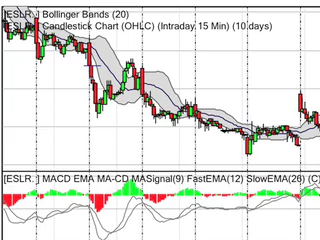 [ESLR. ] Bollinger Bands (20)
[ESLR. ] Candlestick Chart (OHLC) (Intraday 15 Min) (10 days)
[ESLR. ] MACD EMA MA-CD MASignal(9) FastEMA(12) SlowEMA(26) (C)